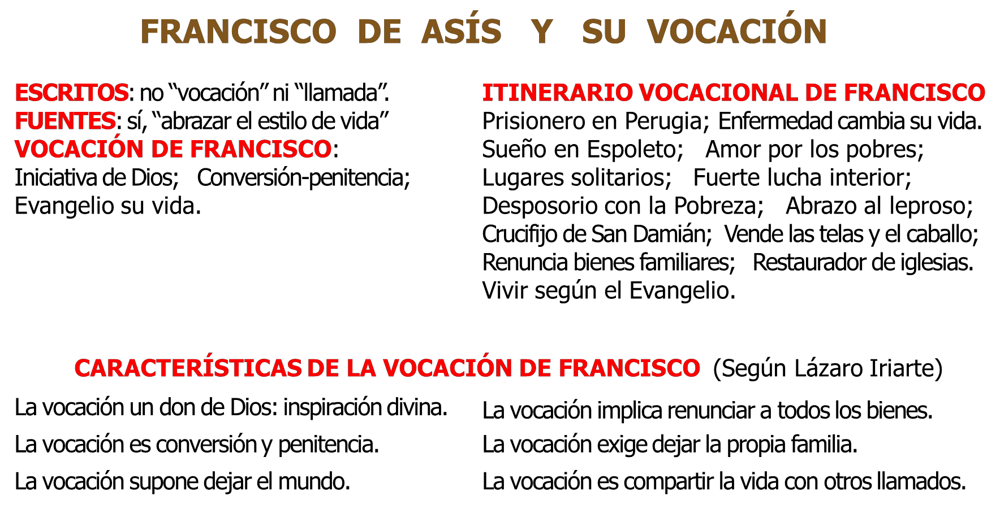 FRANCISCO DE ASÍS Y SU VOCACIÓN
ESCRITOS: no “vocación” ni “llamada”.
FUENTES: sí, “abrazar el estilo de vida”
VOCACIÓN DE FRANCISCO:
Iniciativa de Dios; Conversión-penitencia;
Evangelio su vida.
ITINERARIO VOCACIONAL DE FRANCISCO
Prisionero en Perugia; Enfermedad cambia su vida.
Sueño en Espoleto; Amor por los pobres;
Lugares solitarios; Fuerte lucha interior;
Desposorio con la Pobreza; Abrazo al leproso;
Crucifijo de San Damián; Vende las telas y el caballo;
Renuncia bienes familiares; Restaurador de iglesias.
Vivir según el Evangelio.
CARACTERÍSTICAS DE LA VOCACIÓN DE FRANCISCO (Según Lázaro Iriarte)
La vocación un don de Dios: inspiración divina.
La vocación es conversión y penitencia.
La vocación supone dejar el mundo.
La vocación implica renunciar a todos los bienes.
La vocación exige dejar la propia familia.
La vocación es compartir la vida con otros llamados.